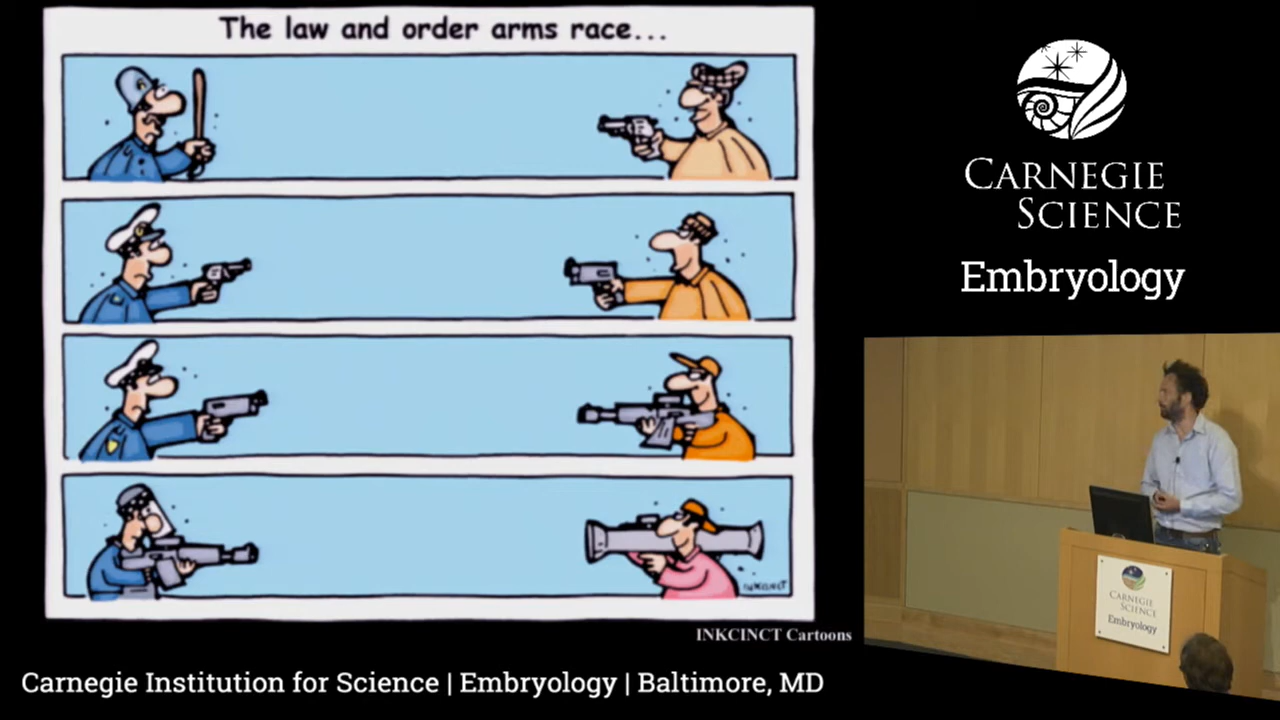 The law and order arms race...
INKCINCT
INKCINCT Cartoons
CARNEGIE
SCIENCE
Embryology
CARNEGIE
SCIENCE
Embryology
Carnegie Institution for Science | Embryology | Baltimore, MD